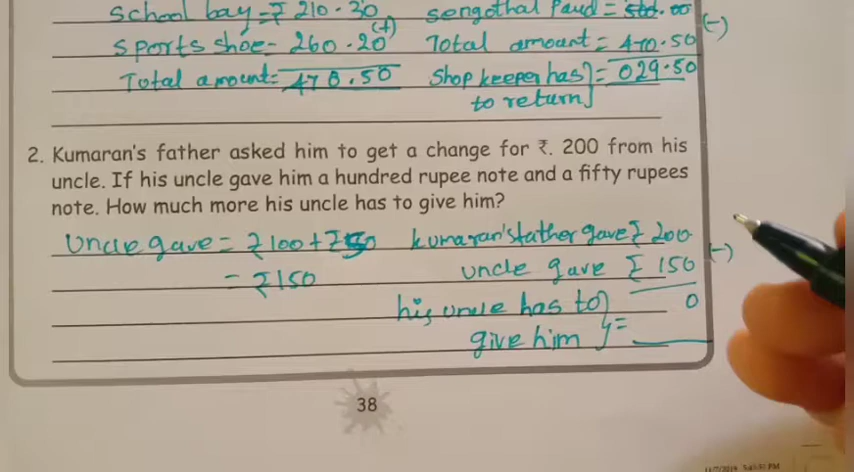 school bag = ₹ 210.30 sengothai Paid = 500.00
sports shoe = 260.20 (+) Total amount = 470.50 (-)
Total amount = 470.50 shop keeper has } = 029.50
to return
2. Kumaran's father asked him to get a change for ₹. 200 from his
uncle. If his uncle gave him a hundred rupee note and a fifty rupees
note. How much more his uncle has to give him?
Uncle gave = ₹100 + ₹50 kumaran's father gave ₹ 200
= ₹150 uncle gave ₹ 150 (-)
his uncle has to } 0
give him =
38